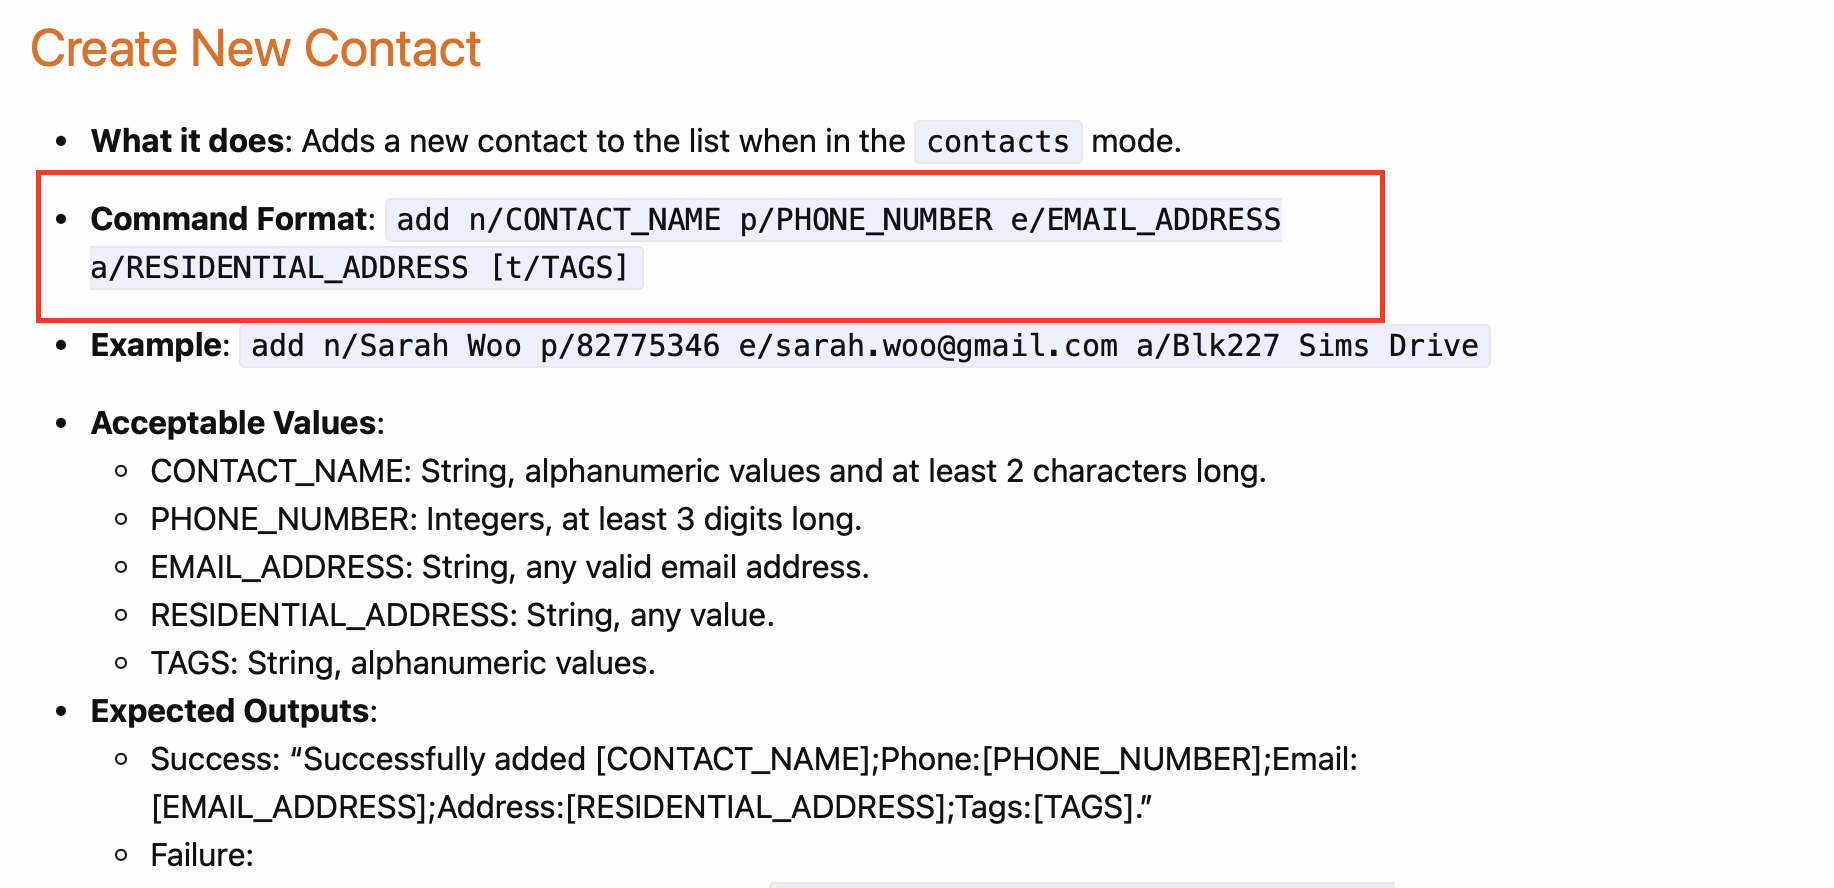 Create New Contact
• What it does: Adds a new contact to the list when in the contacts mode.
• Command Format: add n/CONTACT_NAME p/PHONE_NUMBER e/EMAIL_ADDRESS
a/RESIDENTIAL_ADDRESS [t/TAGS]
• Example: add n/Sarah Woo p/82775346 e/sarah.woo@gmail.com a/Blk227 Sims Drive
• Acceptable Values:
◦ CONTACT_NAME: String, alphanumeric values and at least 2 characters long.
◦ PHONE_NUMBER: Integers, at least 3 digits long.
◦ EMAIL_ADDRESS: String, any valid email address.
◦ RESIDENTIAL_ADDRESS: String, any value.
◦ TAGS: String, alphanumeric values.
• Expected Outputs:
◦ Success: “Successfully added [CONTACT_NAME];Phone:[PHONE_NUMBER];Email:
[EMAIL_ADDRESS];Address:[RESIDENTIAL_ADDRESS];Tags:[TAGS].”
◦ Failure: